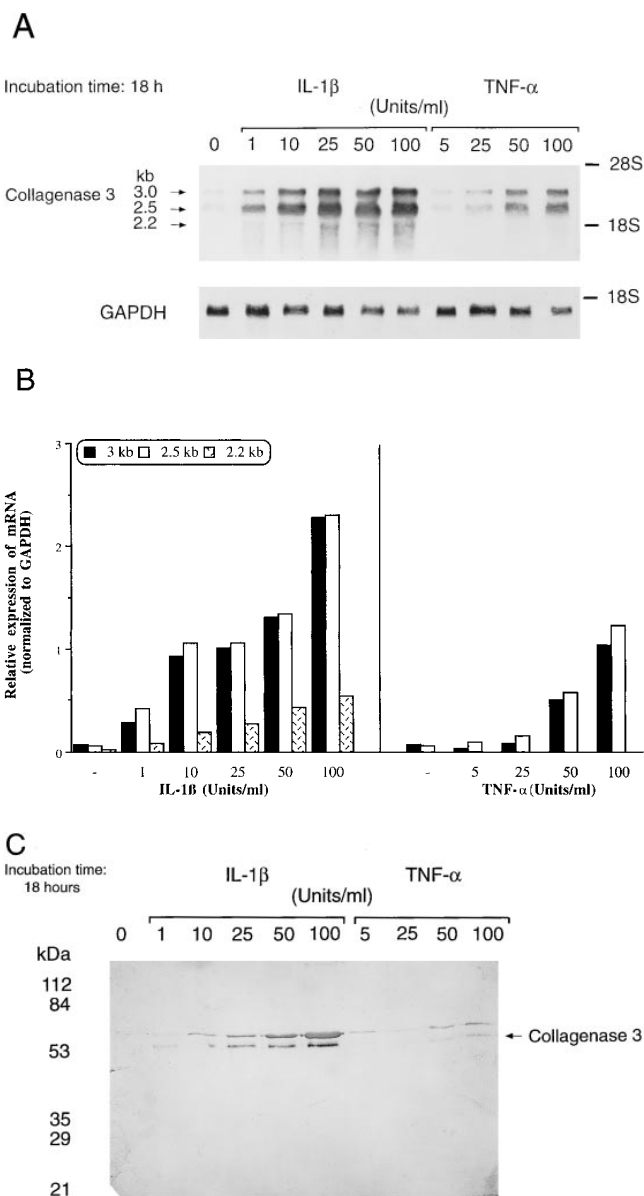 A
Incubation time: 18 h
IL-1β
TNF-α
(Units/ml)
0 1 10 25 50 100 5 25 50 100
28S
kb
Collagenase 3
3.0
2.5
2.2
18S
18S
GAPDH
B
3
3 kb 2.5 kb 2.2 kb
2
1
0
Relative expression of mRNA
(normalized to GAPDH)
- 1 10 25 50 100 - 5 25 50 100
IL-1ß (Units/ml) TNF-α(Units/ml)
C
Incubation time:
18 hours
IL-1β
TNF-α
(Units/ml)
0 1 10 25 50 100 5 25 50 100
kDa
112
84
Collagenase 3
53
35
29
21